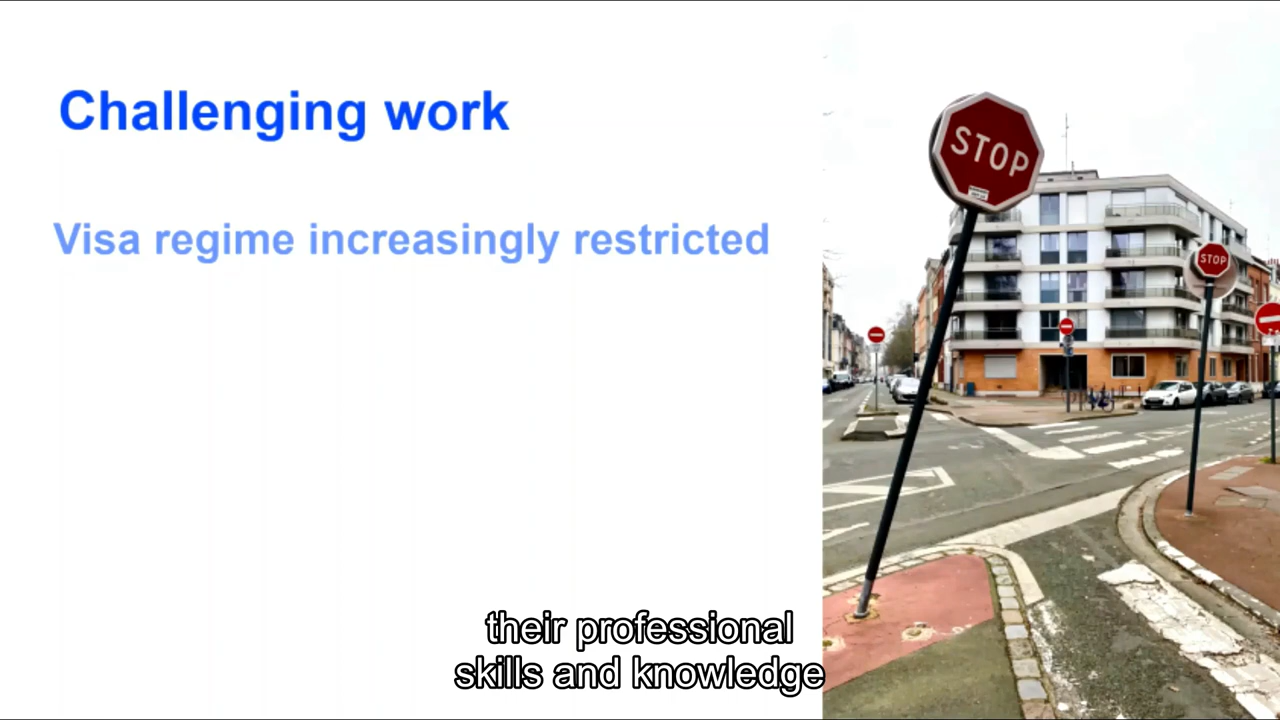 Challenging work
Visa regime increasingly restricted
STOP
STOP
their professional
skills and knowledge